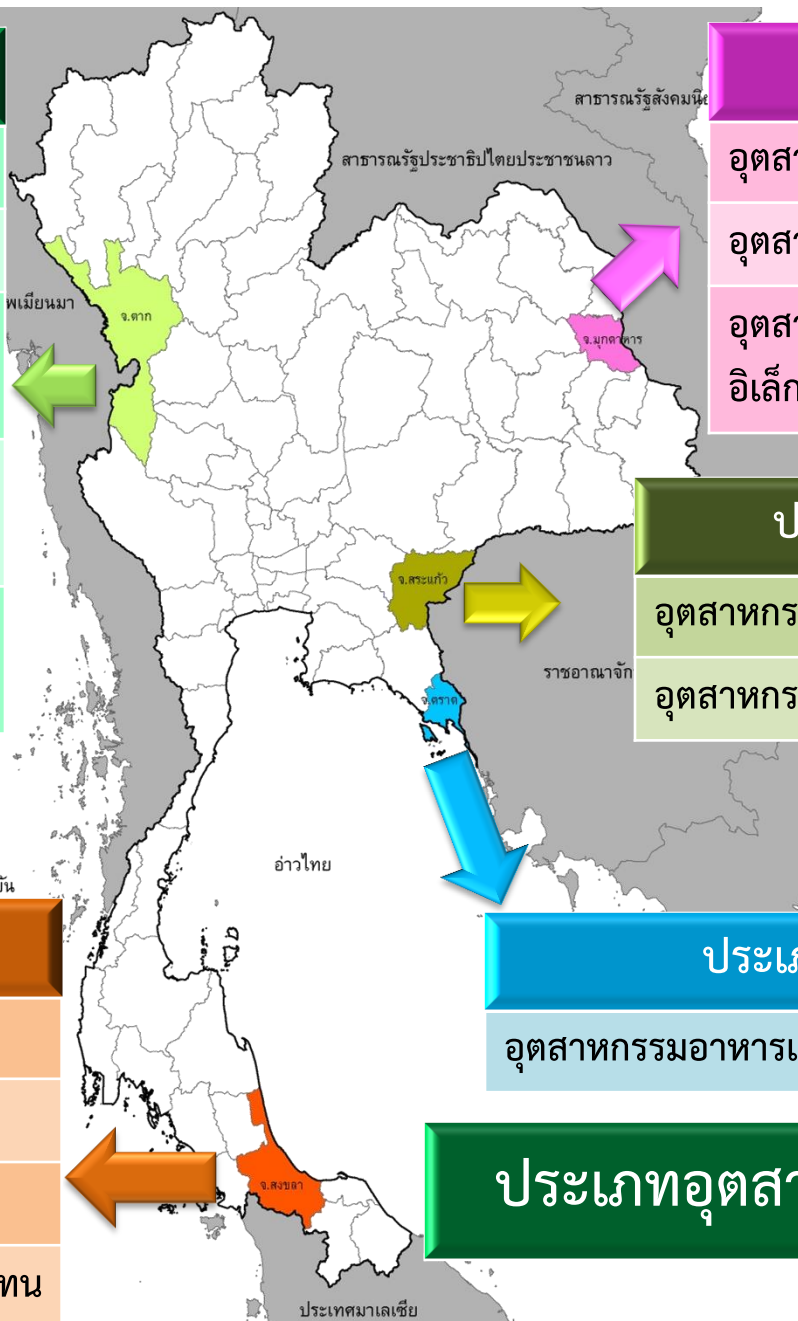 สาธารณรัฐสังคมนิย
สาธารณรัฐประชาธิปไตยประชาชนลาว
อุตสา
อุตสา
พเมียนมา
จ.ตาก
อุตสา
จ.มุกดาหาร
อิเล็ก
ป
จ.สระแก้ว
อุตสาหกร
ราชอาณาจัก
อุตสาหกร
จ.ตราด
อ่าวไทย
ัน
ประเภ
อุตสาหกรรมอาหารแ
ประเภทอุตสา
จ.สงขลา
ทน
ประเทศมาเลเซีย